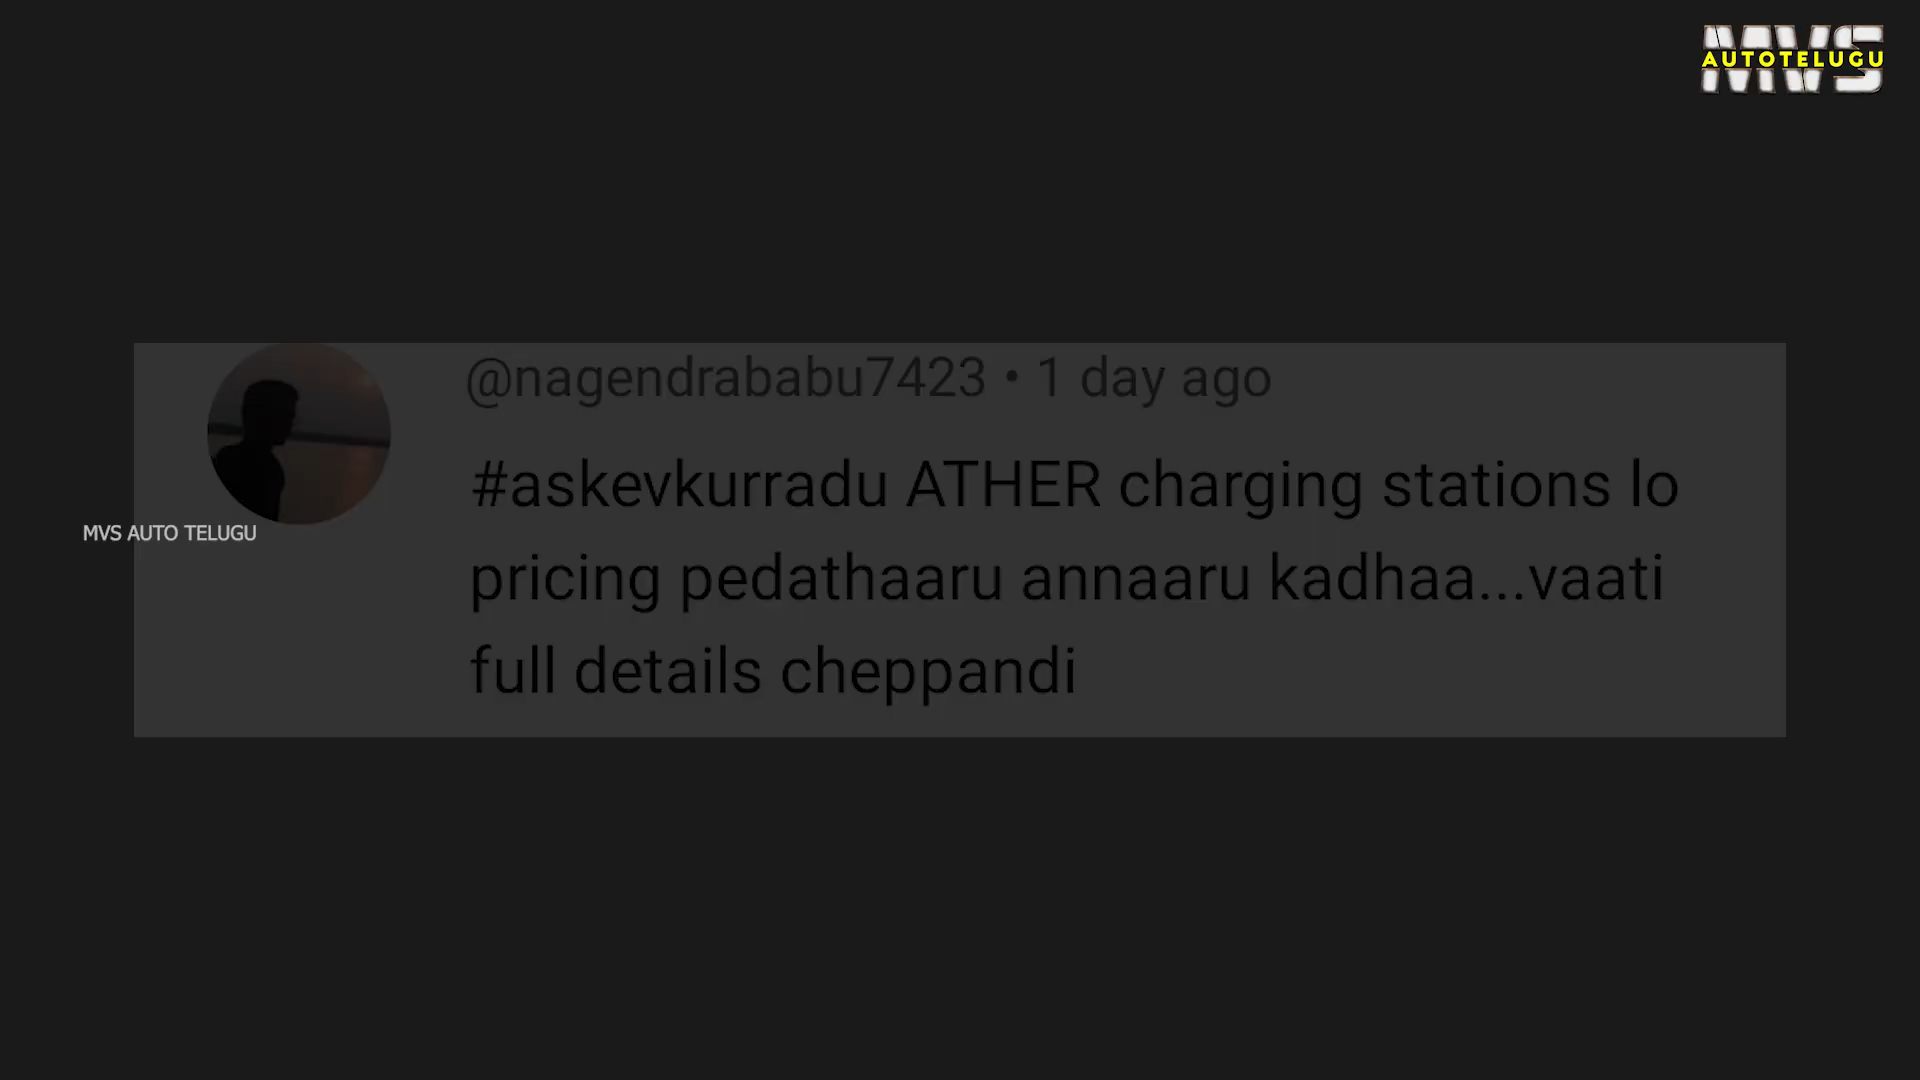 MVS
AUTOTELUGU
@nagendrababu7423 • 1 day ago
#askevkurradu ATHER charging stations lo
pricing pedathaaru annaaru kadhaa...vaati
full details cheppandi
MVS AUTO TELUGU